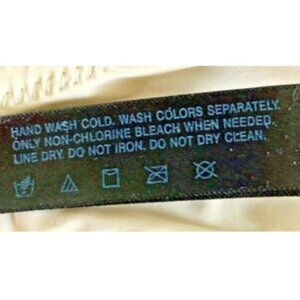 HAND WASH COLD. WASH COLORS SEPARATELY.
ONLY NON-CHLORINE BLEACH WHEN NEEDED.
LINE DRY. DO NOT IRON. DO NOT DRY CLEAN.